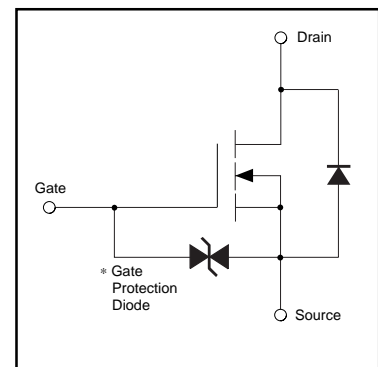 Drain
Gate
* Gate
Protection
Diode
Source